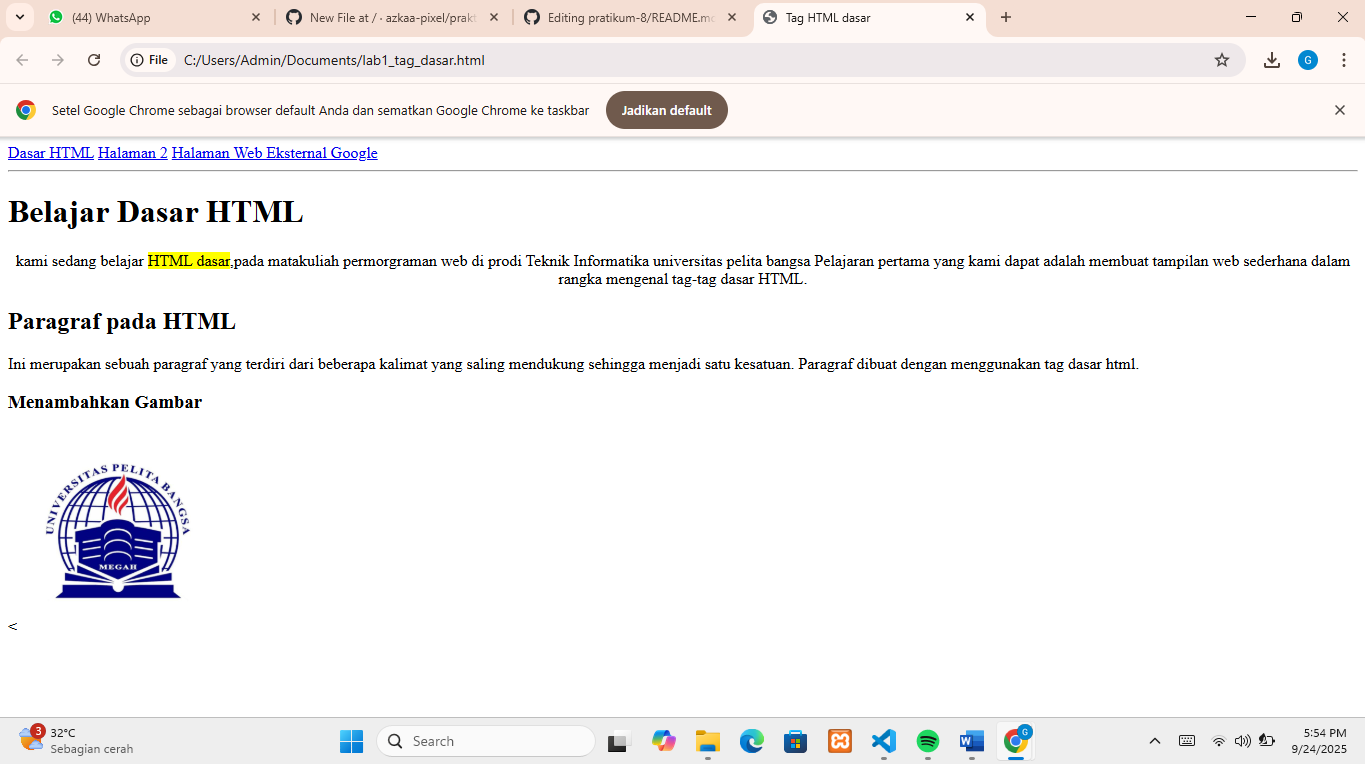 (44) WhatsApp
New File at / · azkaa-pixel/prakt
Editing pratikum-8/README.md
Tag HTML dasar
File
C:/Users/Admin/Documents/lab1_tag_dasar.html
G
Setel Google Chrome sebagai browser default Anda dan sematkan Google Chrome ke taskbar
Jadikan default
Dasar HTML Halaman 2 Halaman Web Eksternal Google
Belajar Dasar HTML
kami sedang belajar HTML dasar,pada matakuliah permorgraman web di prodi Teknik Informatika universitas pelita bangsa Pelajaran pertama yang kami dapat adalah membuat tampilan web sederhana dalam
rangka mengenal tag-tag dasar HTML.
Paragraf pada HTML
Ini merupakan sebuah paragraf yang terdiri dari beberapa kalimat yang saling mendukung sehingga menjadi satu kesatuan. Paragraf dibuat dengan menggunakan tag dasar html.
Menambahkan Gambar
UNIVERSITAS PELITA BANGSA
MEGAH
<
3
32°C
Sebagian cerah
Search
G
5:54 PM
9/24/2025